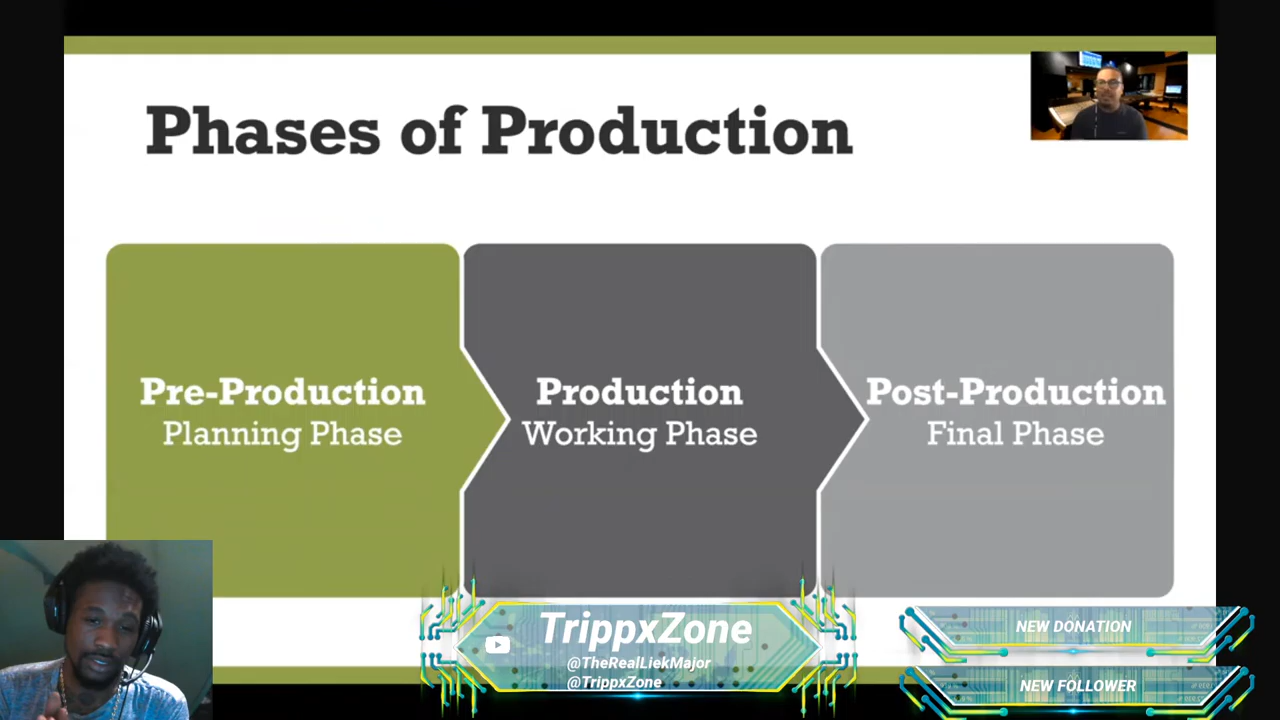 Phases of Production
Pre-Production
Planning Phase
Production
Working Phase
Post-Production
Final Phase
TrippxZone
@TheRealLiekMajor
@TrippxZone
NEW DONATION
NEW FOLLOWER